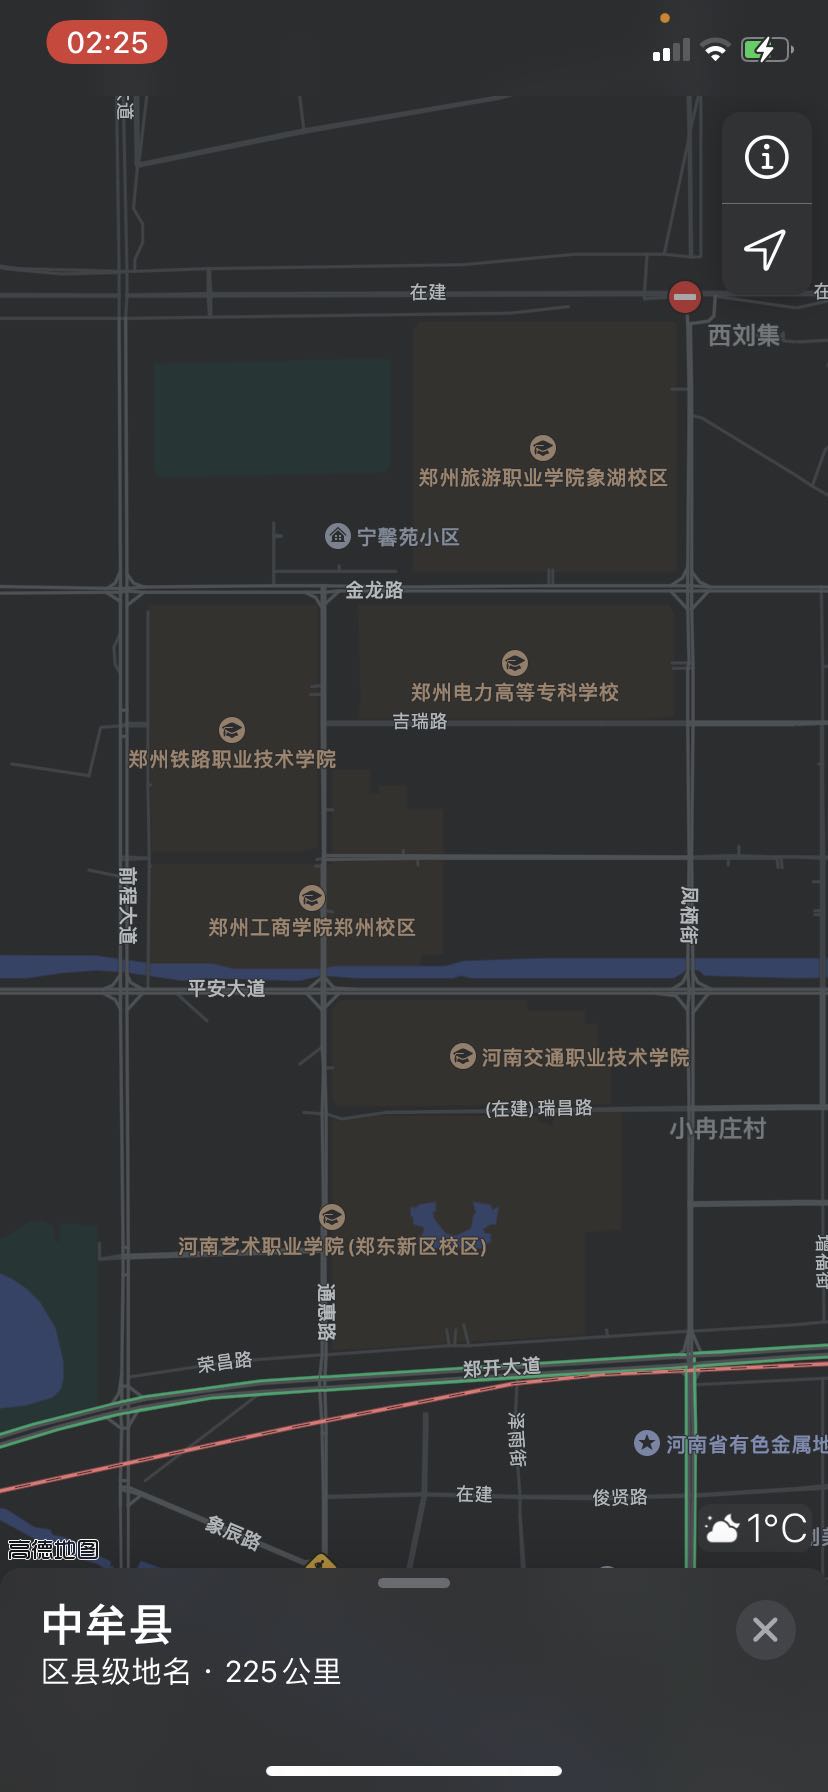 02:25
大道
在建
在
西刘集
郑州旅游职业学院象湖校区
宁馨苑小区
金龙路
郑州电力高等专科学校
吉瑞路
郑州铁路职业技术学院
前程大道
凤栖街
郑州工商学院郑州校区
平安大道
河南交通职业技术学院
(在建)瑞昌路
小冉庄村
河南艺术职业学院(郑东新区校区)
通惠路
荣昌路
郑开大道
河南省有色金属地
在建
俊贤路
象辰路
1°C
高德地图
中牟县
区县级地名 · 225公里